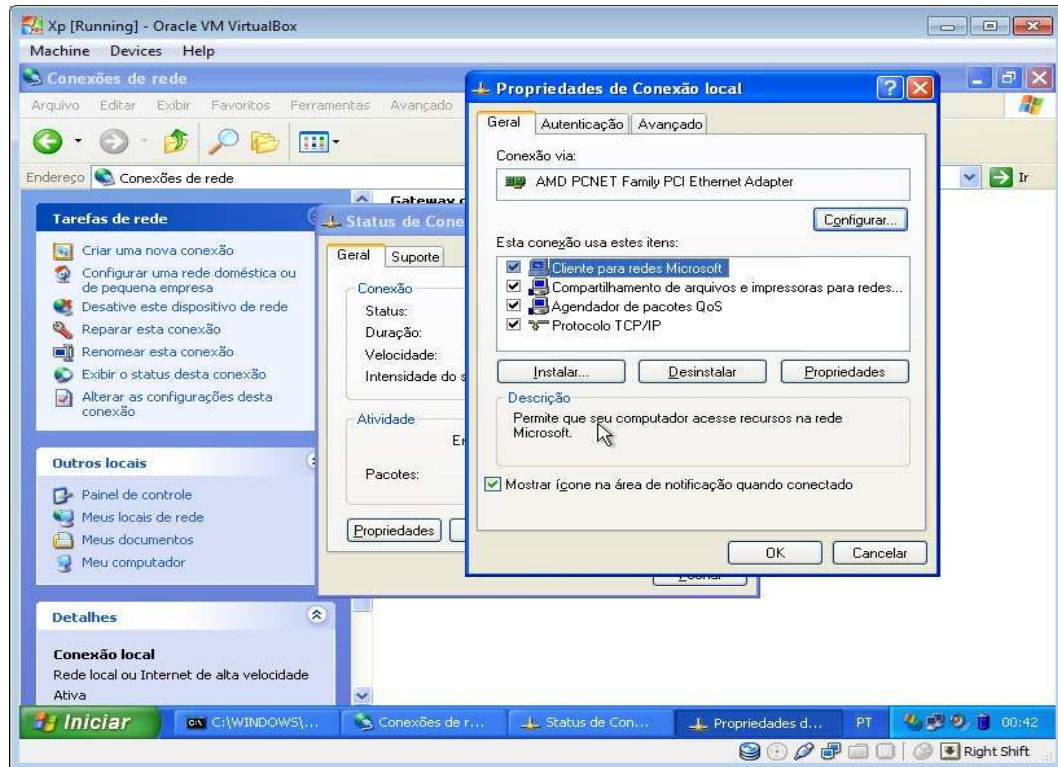 Xp [Running] - Oracle VM VirtualBox
Machine Devices Help
Conexões de rede
Arquivo Editar Exibir Favoritos Ferramentas Avançado
Endereço Conexões de rede
Ir
Tarefas de rede
Criar uma nova conexão
Configurar uma rede doméstica ou
de pequena empresa
Desative este dispositivo de rede
Reparar esta conexão
Renomear esta conexão
Exibir o status desta conexão
Alterar as configurações desta
conexão
Outros locais
Painel de controle
Meus locais de rede
Meus documentos
Meu computador
Detalhes
Conexão local
Rede local ou Internet de alta velocidade
Ativa
Gateway
Status de Cone
Geral Suporte
Conexão
Status:
Duração:
Velocidade:
Intensidade do s
Atividade
Pacotes:
Propriedades
Propriedades de Conexão local
Geral Autenticação Avançado
Conexão via:
AMD PCNET Family PCI Ethernet Adapter
Configurar...
Esta conexão usa estes itens:
Cliente para redes Microsoft
Compartilhamento de arquivos e impressoras para redes...
Agendador de pacotes QoS
Protocolo TCP/IP
Instalar... Desinstalar Propriedades
Descrição
Permite que seu computador acesse recursos na rede
Microsoft.
Mostrar ícone na área de notificação quando conectado
OK Cancelar
Iniciar C:\WINDOWS\... Conexões de r... Status de Con... Propriedades d... PT 00:42
Right Shift